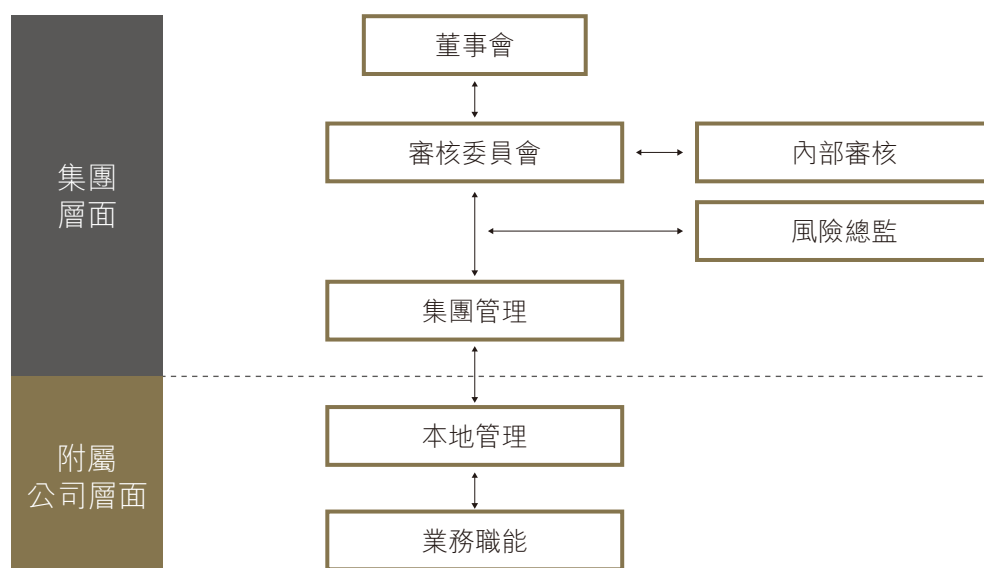 集團
層面
董事會
審核委員會
內部審核
風險總監
集團管理
附屬
公司層面
本地管理
業務職能